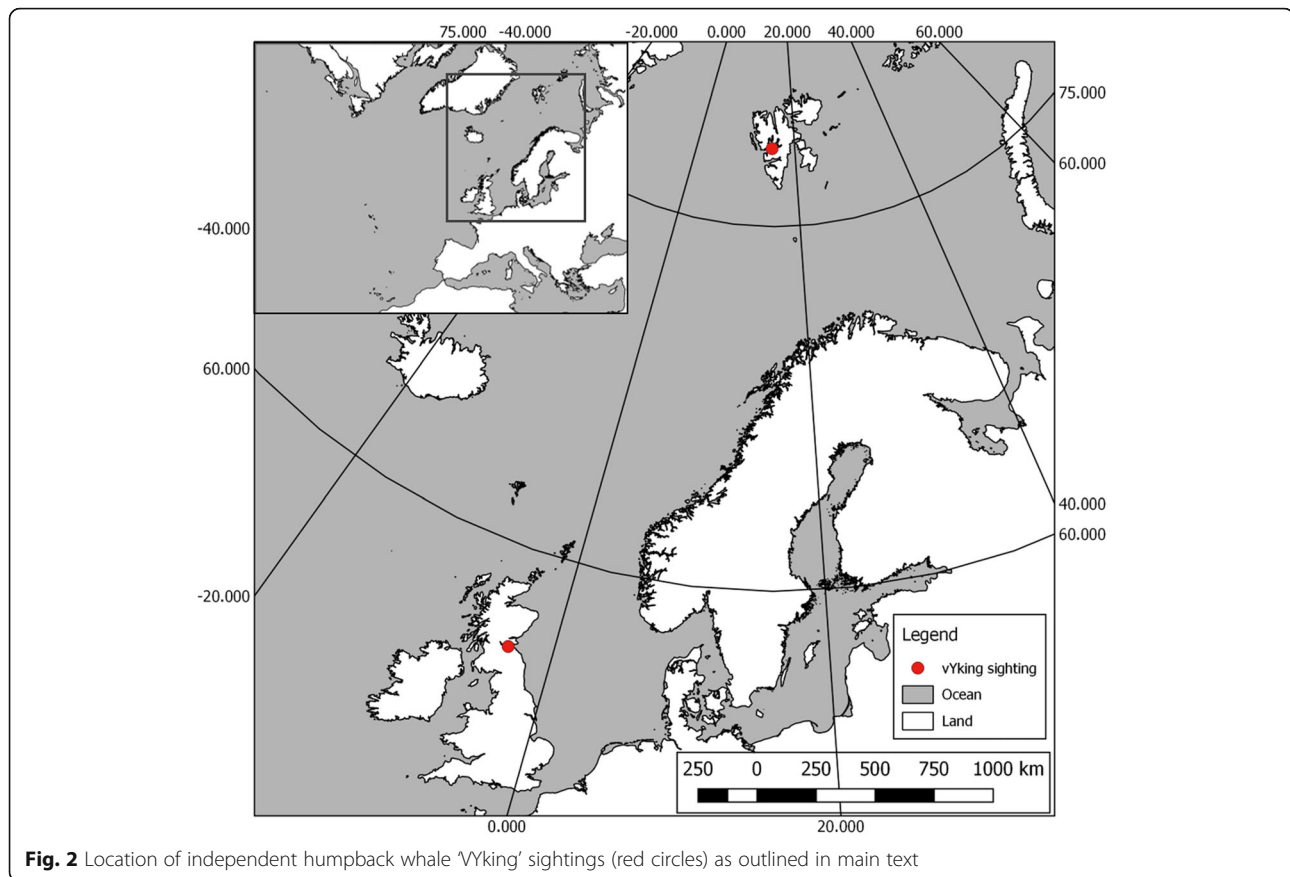 75.000 -40.000 -20.000 0.000 20.000 40.000 60.000
75.000
60.000
-40.000
60.000
40.000
60.000
-20.000
Legend
vYking sighting
Ocean
Land
250 0 250 500 750 1000 km
0.000 20.000
Fig. 2 Location of independent humpback whale 'VYking' sightings (red circles) as outlined in main text